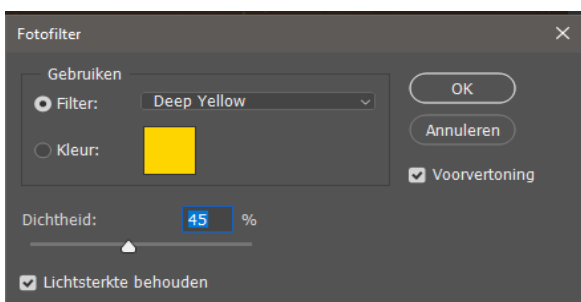 Fotofilter
Gebruiken
Filter: Deep Yellow
Kleur:
OK
Annuleren
Voorvertoning
Dichtheid: 45 %
Lichtsterkte behouden